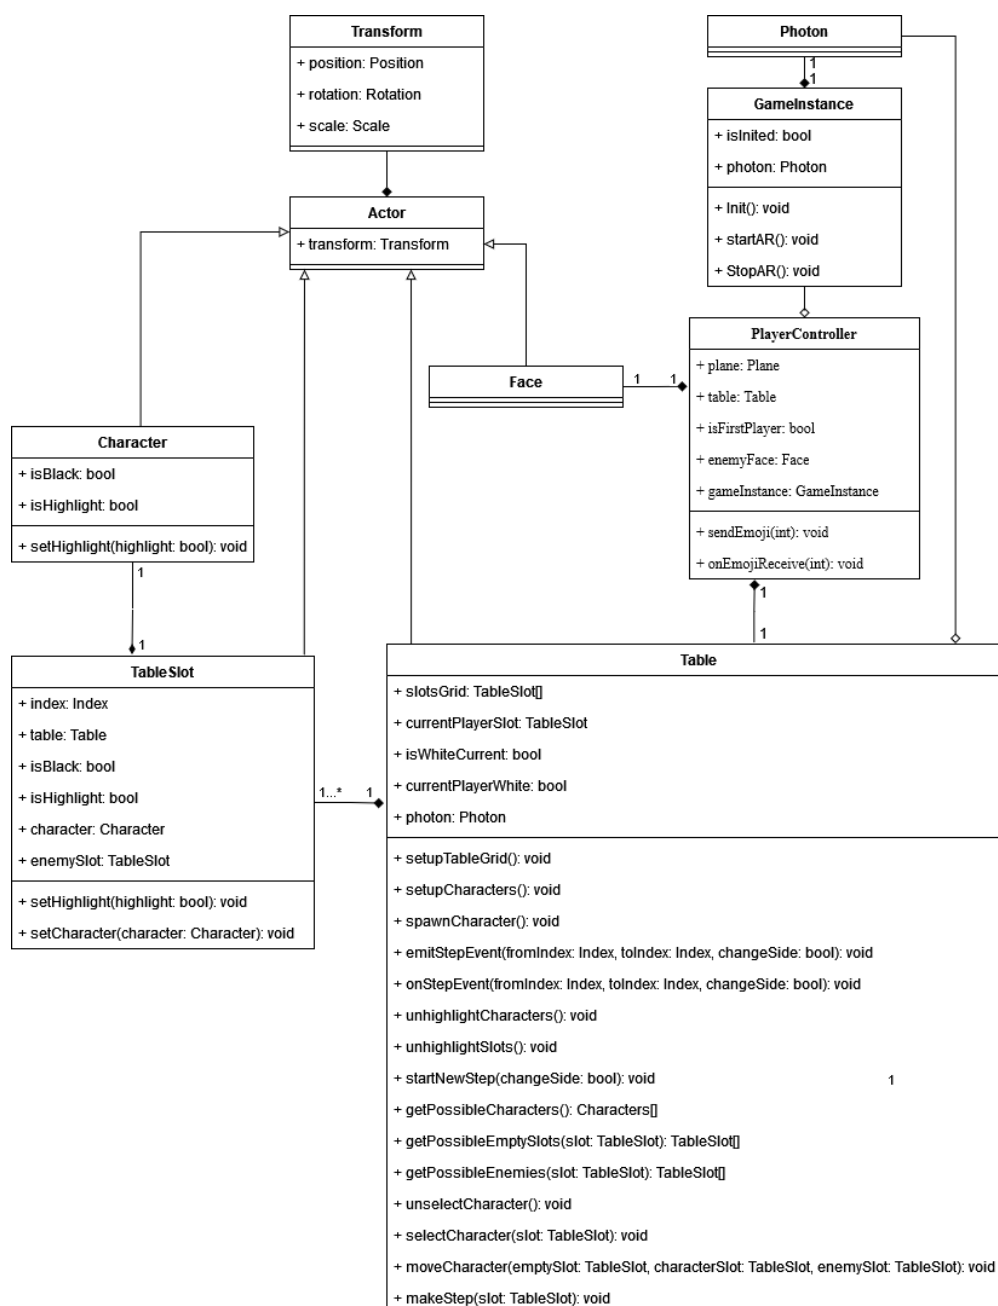 Transform
+ position: Position
+ rotation: Rotation
+ scale: Scale
Photon
1
1
GameInstance
+ isInited: bool
+ photon: Photon
+ Init(): void
+ startAR(): void
+ StopAR(): void
Actor
+ transform: Transform
PlayerController
+ plane: Plane
+ table: Table
+ isFirstPlayer: bool
+ enemyFace: Face
+ gameInstance: GameInstance
+ sendEmoji(int): void
+ onEmojiReceive(int): void
Face
1
1
Character
+ isBlack: bool
+ isHighlight: bool
+ setHighlight(highlight: bool): void
1
1
1
1
TableSlot
+ index: Index
+ table: Table
+ isBlack: bool
+ isHighlight: bool
+ character: Character
+ enemySlot: TableSlot
+ setHighlight(highlight: bool): void
+ setCharacter(character: Character): void
1...*
1
Table
+ slotsGrid: TableSlot[]
+ currentPlayerSlot: TableSlot
+ isWhiteCurrent: bool
+ currentPlayerWhite: bool
+ photon: Photon
+ setupTableGrid(): void
+ setupCharacters(): void
+ spawnCharacter(): void
+ emitStepEvent(fromIndex: Index, toIndex: Index, changeSide: bool): void
+ onStepEvent(fromIndex: Index, toIndex: Index, changeSide: bool): void
+ unhighlightCharacters(): void
+ unhighlightSlots(): void
+ startNewStep(changeSide: bool): void
1
+ getPossibleCharacters(): Characters[]
+ getPossibleEmptySlots(slot: TableSlot): TableSlot[]
+ getPossibleEnemies(slot: TableSlot): TableSlot[]
+ unselectCharacter(): void
+ selectCharacter(slot: TableSlot): void
+ moveCharacter(emptySlot: TableSlot, characterSlot: TableSlot, enemySlot: TableSlot): void
+ makeStep(slot: TableSlot): void